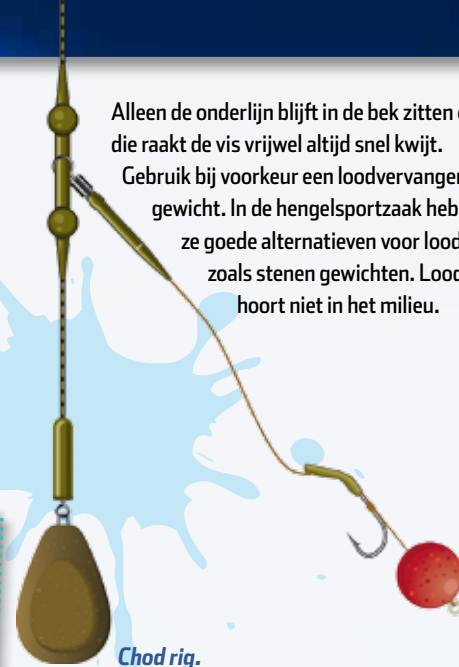 Alleen de onderlijn blijft in de bek zitten
die raakt de vis vrijwel altijd snel kwijt.
Gebruik bij voorkeur een loodvervanger
gewicht. In de hengelsportzaak heb
ze goede alternatieven voor lood
zoals stenen gewichten. Lood
hoort niet in het milieu.
Chod rig.